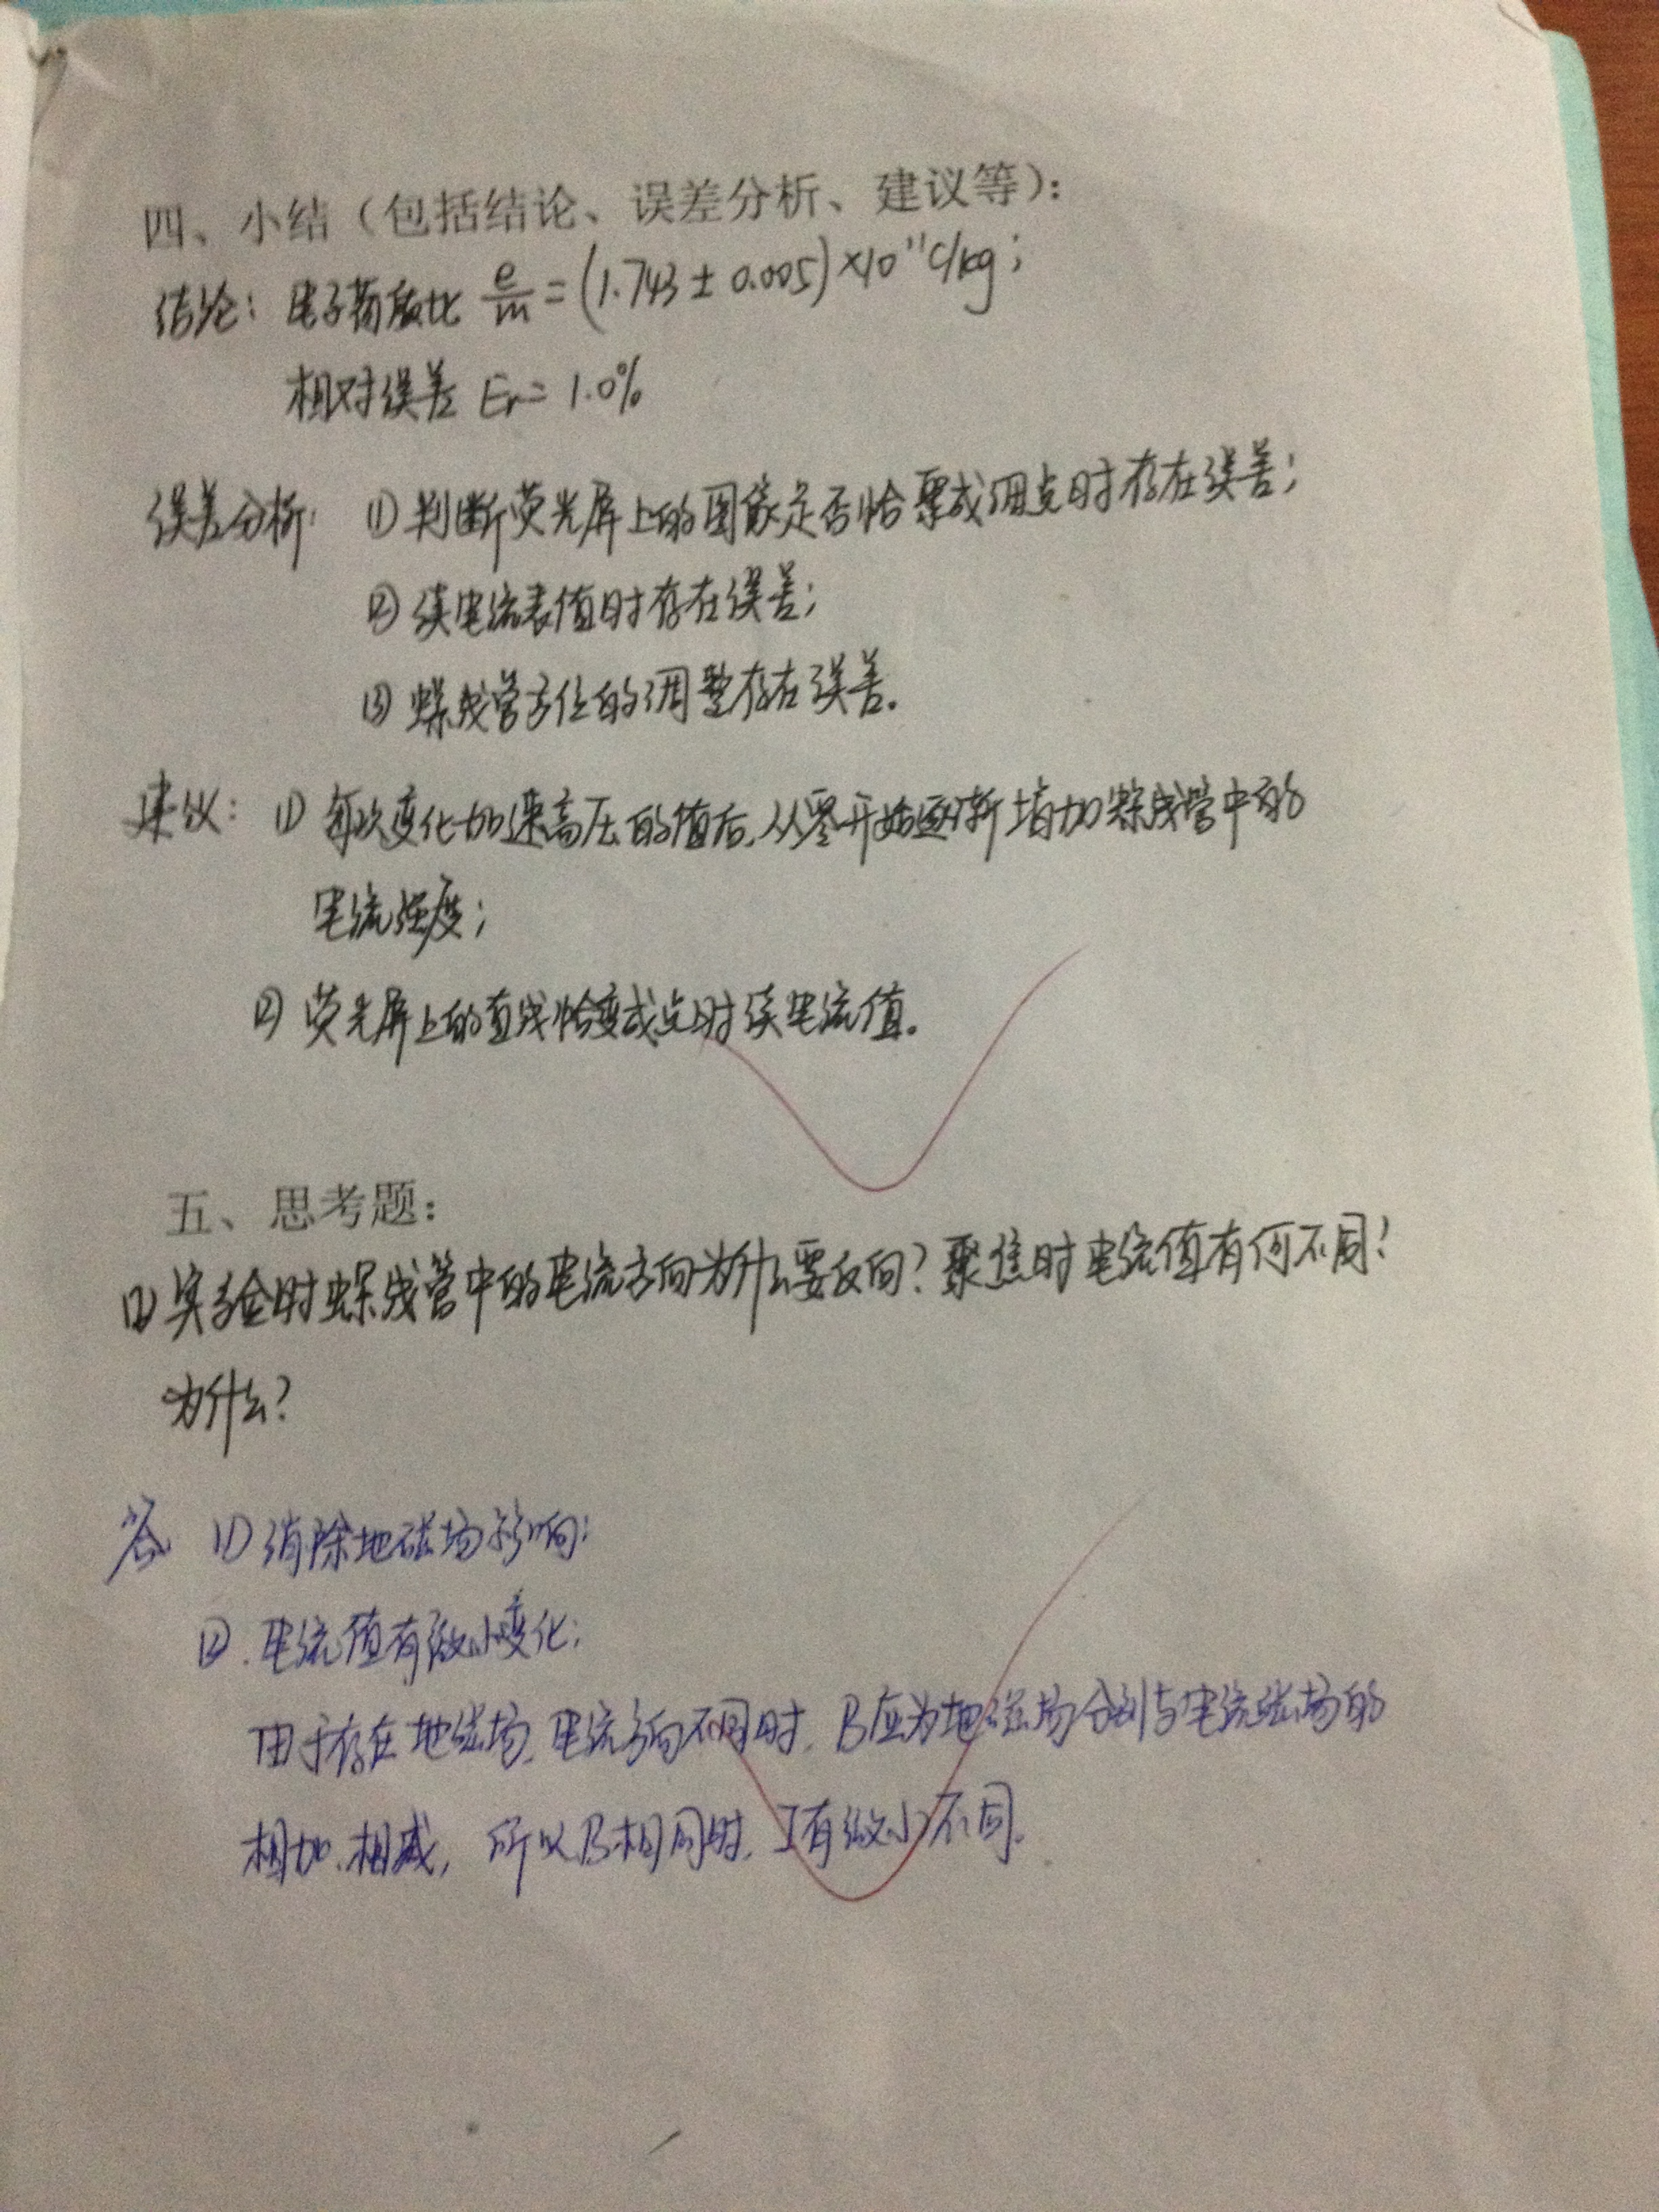 四、小结（包括结论、误差分析、建议等）：
结论：电子荷质比 e/m = (1.743 ± 0.005) ×10¹¹ C/kg；
相对误差 Er = 1.0%
误差分析：① 判断荧光屏上的图象是否恰聚成细点时存在误差；
② 读电流表值时存在误差；
③ 螺线管方位的调整存在误差。
建议：① 每次变化加速高压的值后，从零开始逐渐增加螺线管中的
电流强度；
② 荧光屏上的直线恰变成点时读电流值。
五、思考题：
(1) 实验时螺线管中的电流方向为什么要反向？聚焦时电流值有何不同？
为什么？
答 (1) 消除地磁场影响；
(2). 电流值有微小变化；
由于存在地磁场，电流方向不同时，B应为地磁场分别与电流磁场的
相加、相减，所以B相同时，I有微小不同。